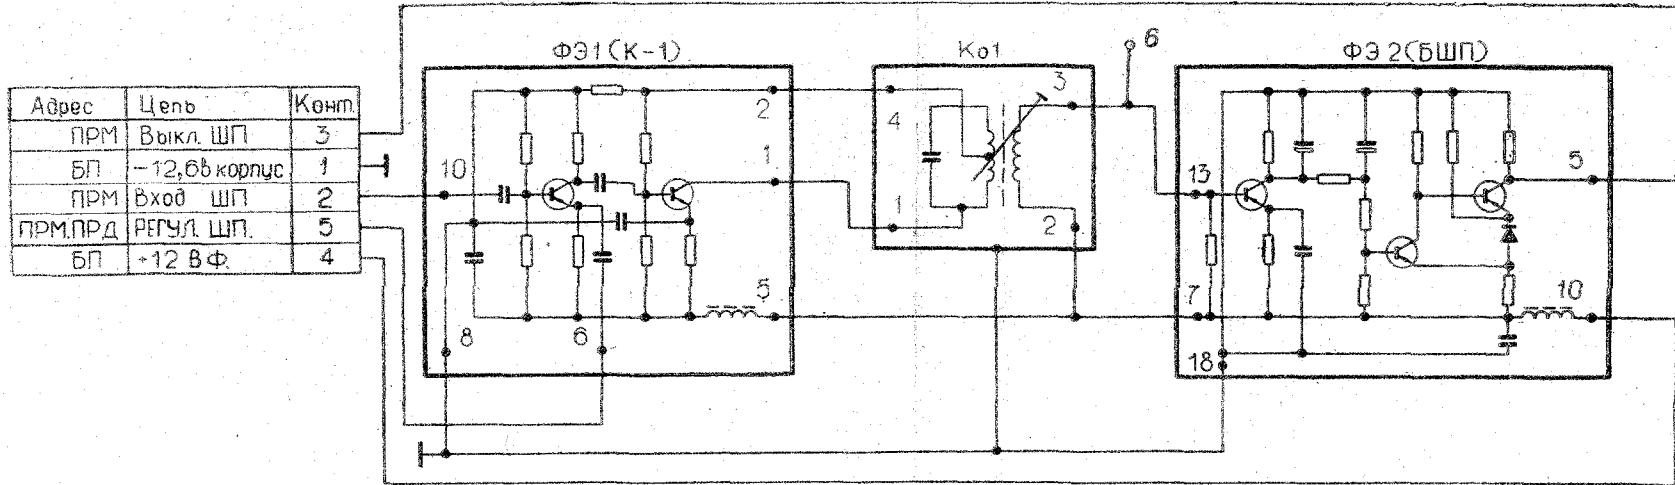 ФЭ1(К-1)
Ко1
6
ФЭ2(БШП)
Адрес Цепь Конт.
ПРМ Выкл. ШП 3
БП -12,6в корпус 1
ПРМ Вход ШП 2
ПРМ.ПРД РЕГУЛ. ШП. 5
БП +12 В Ф. 4
10
2
1
5
8
6
4
3
1
2
13
5
7
10
18